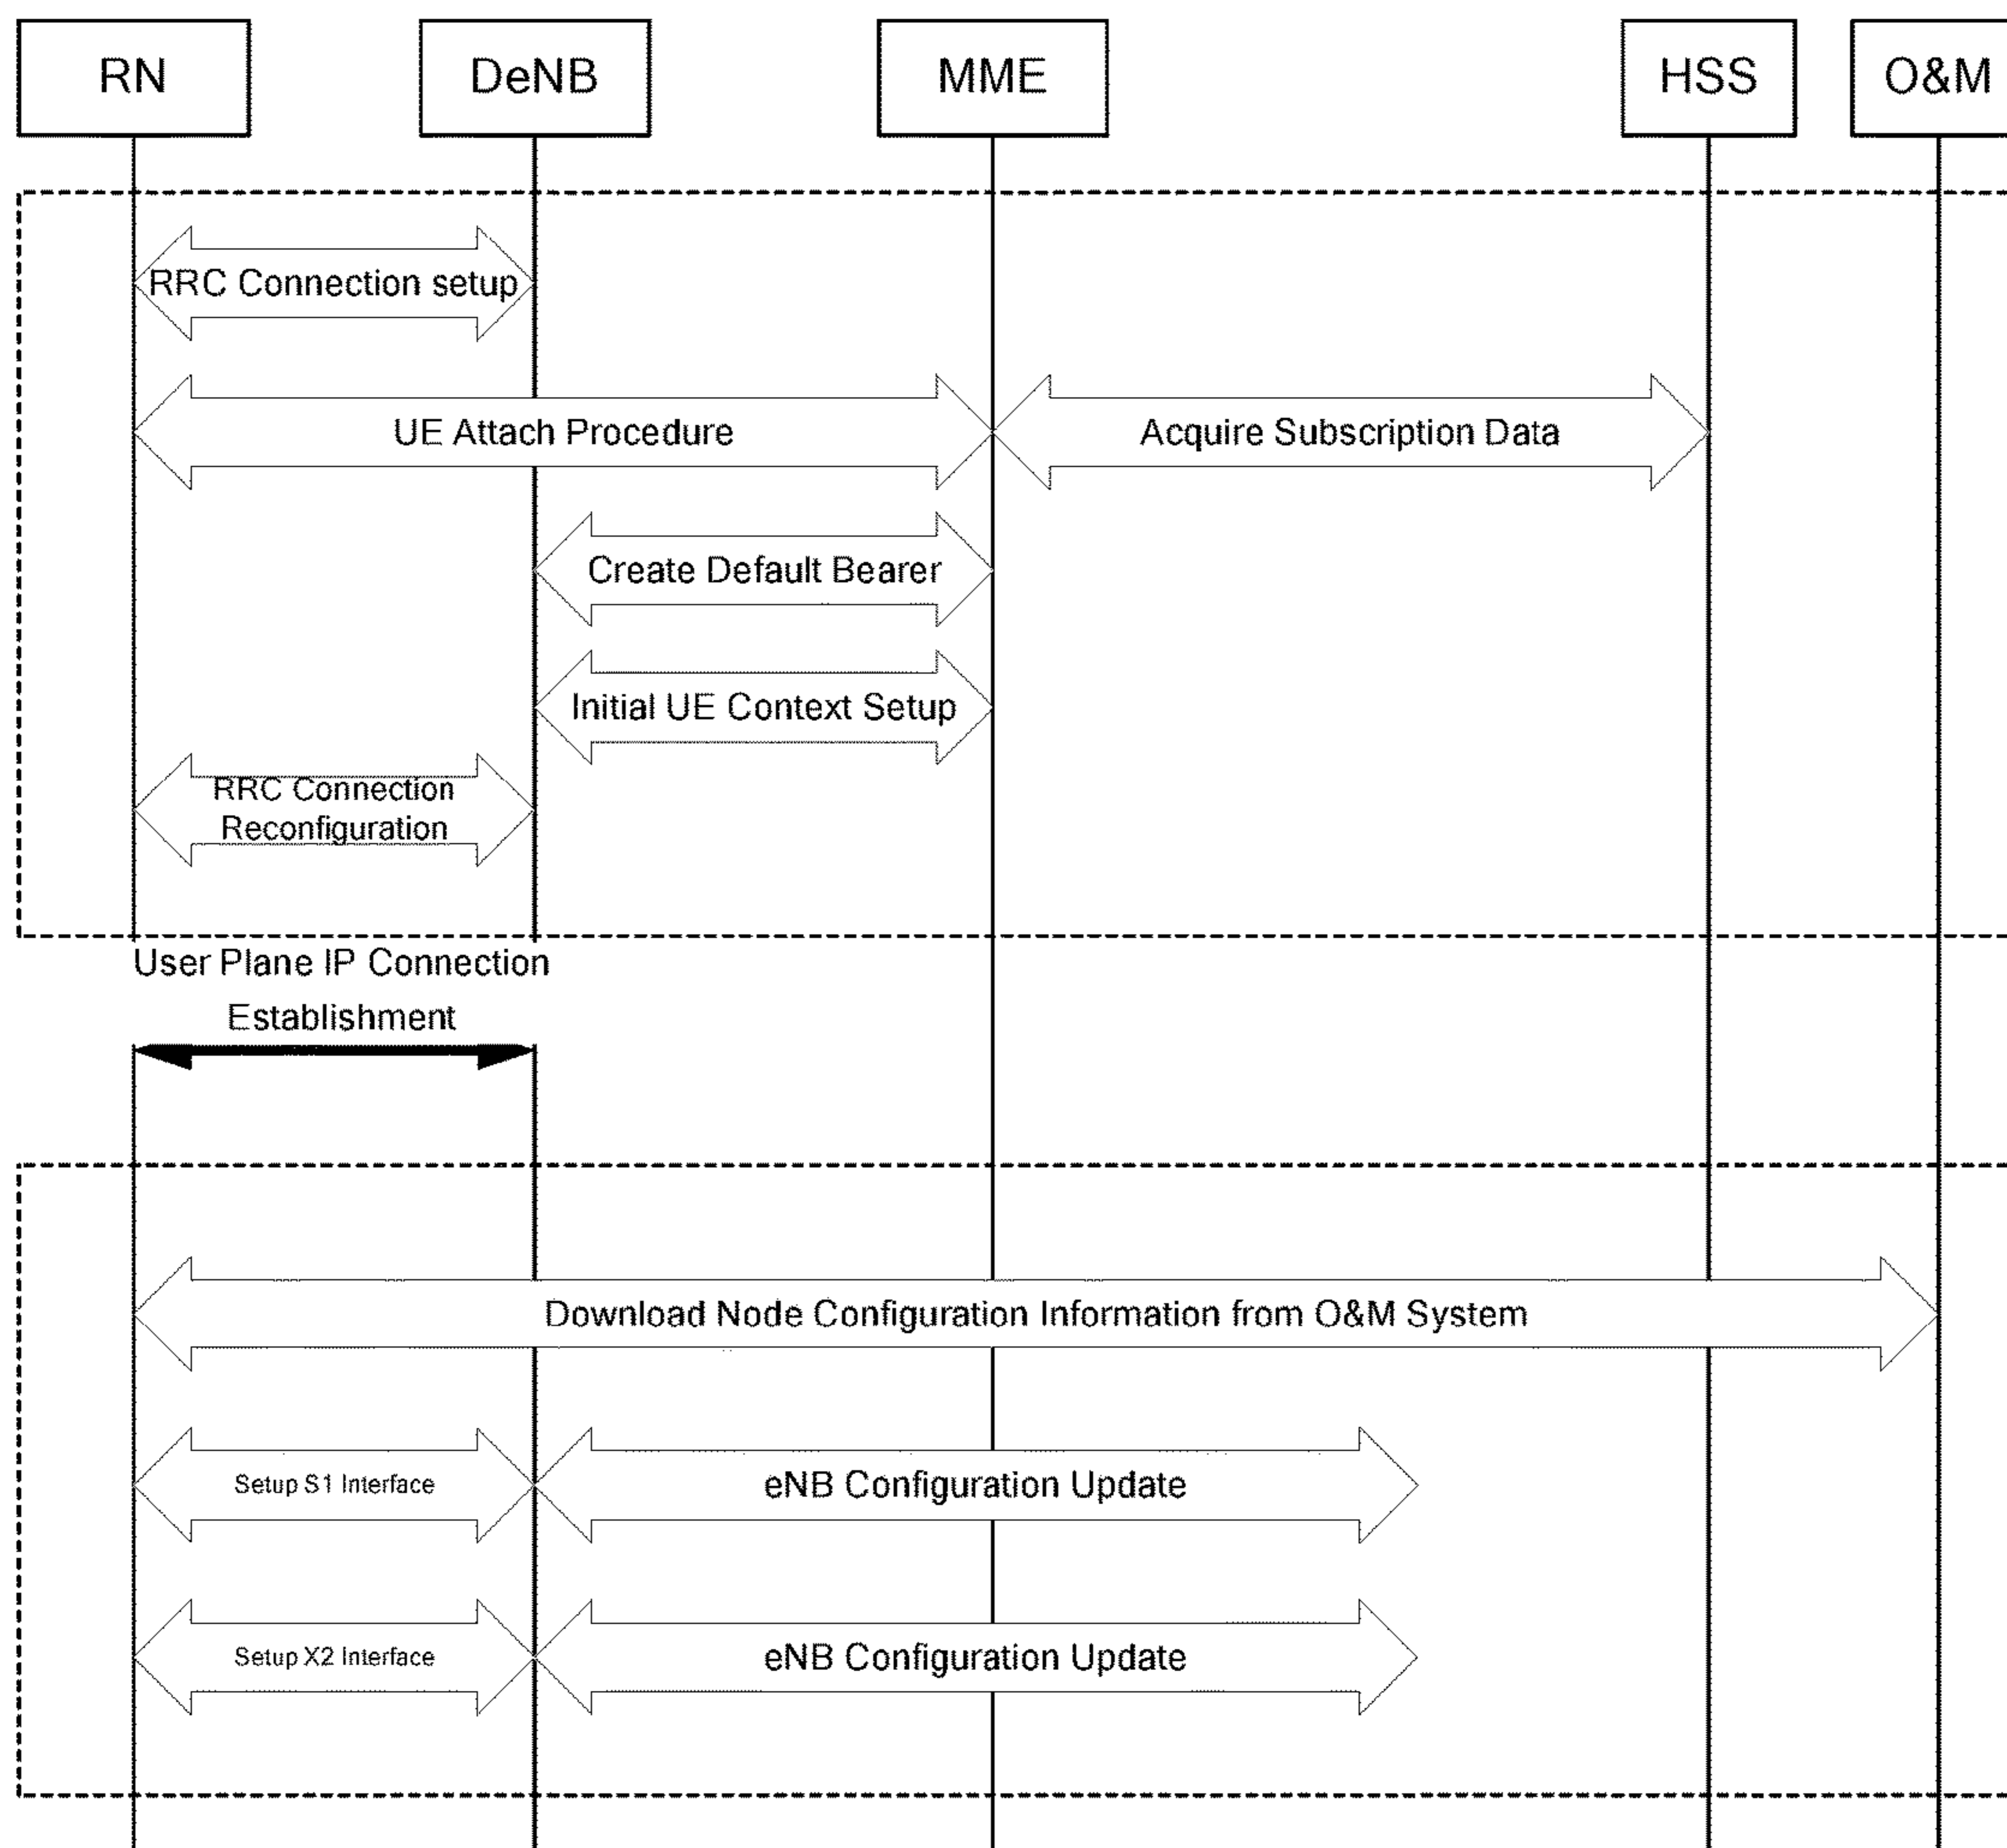 RN
DeNB
MME
HSS
O&M
RRC Connection setup
UE Attach Procedure
Acquire Subscription Data
Create Default Bearer
Initial UE Context Setup
RRC Connection
Reconfiguration
User Plane IP Connection
Establishment
Download Node Configuration Information from O&M System
Setup S1 Interface
eNB Configuration Update
Setup X2 Interface
eNB Configuration Update